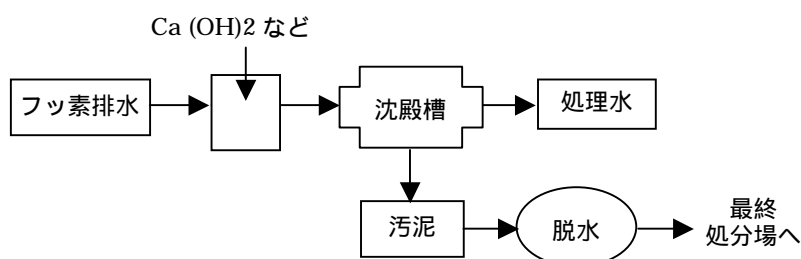 Ca (OH)2 など
フッ素排水
沈殿槽
処理水
汚泥
脱水
最終
処分場へ